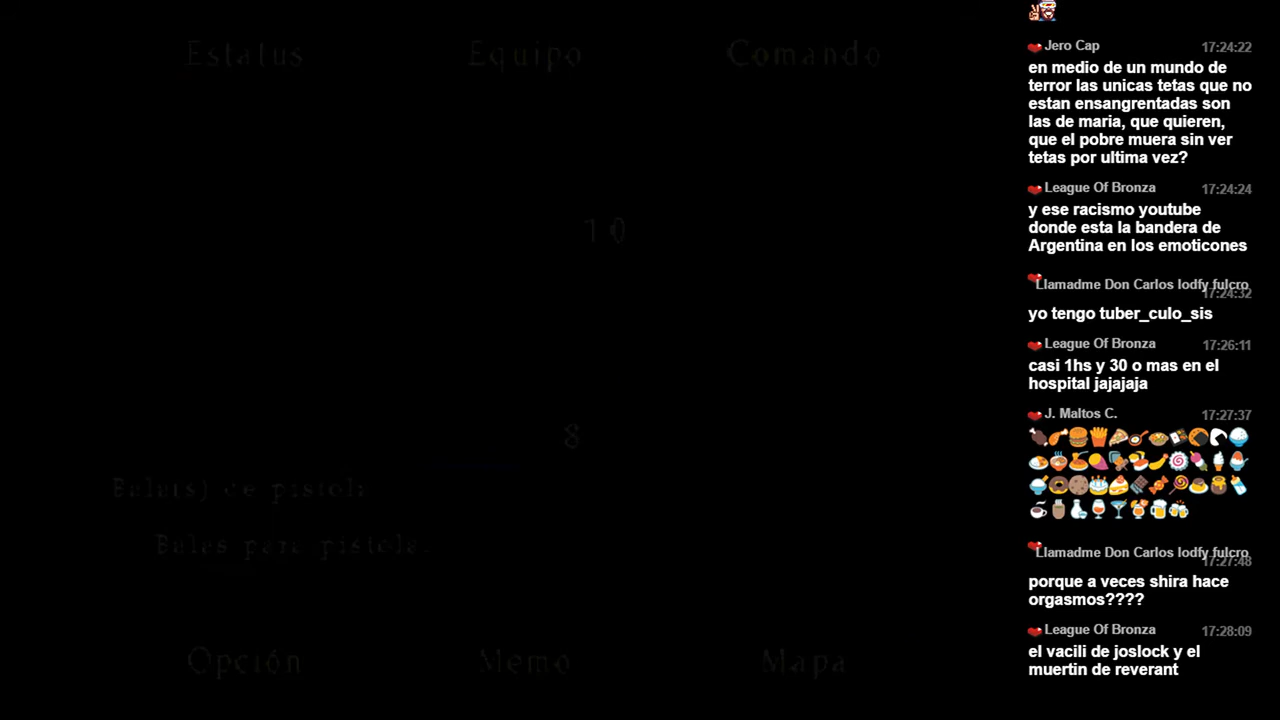 Estatus Equipo Comando
10
8
Bala(s) de pistola
Balas para pistola.
Opción Memo Mapa
Jero Cap 17:24:22
en medio de un mundo de
terror las unicas tetas que no
estan ensangrentadas son
las de maria, que quieren,
que el pobre muera sin ver
tetas por ultima vez?
League Of Bronza 17:24:24
y ese racismo youtube
donde esta la bandera de
Argentina en los emoticones
Llamadme Don Carlos lodfy fulcro
17:24:32
yo tengo tuber_culo_sis
League Of Bronza 17:26:11
casi 1hs y 30 o mas en el
hospital jajajaja
J. Maltos C. 17:27:37
Llamadme Don Carlos lodfy fulcro
17:27:48
porque a veces shira hace
orgasmos????
League Of Bronza 17:28:09
el vacili de joslock y el
muertin de reverant